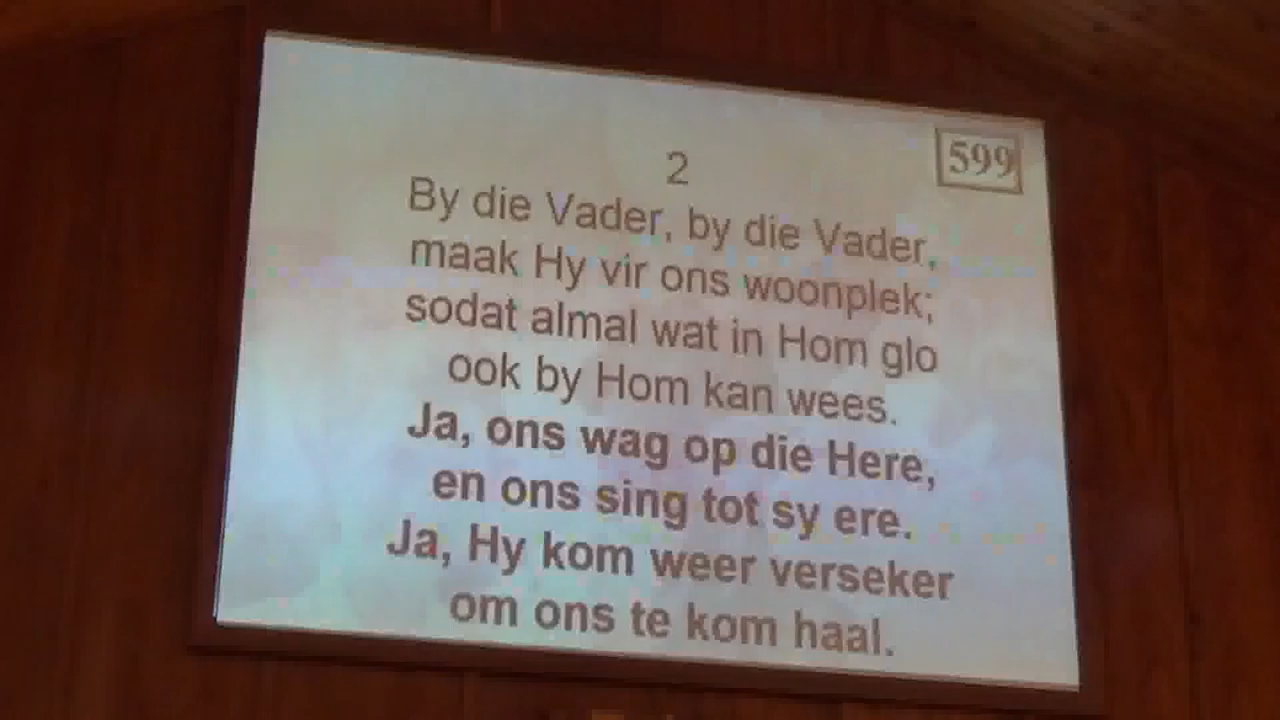 599
2
By die Vader, by die Vader,
maak Hy vir ons woonplek;
sodat almal wat in Hom glo
ook by Hom kan wees.
Ja, ons wag op die Here,
en ons sing tot sy ere.
Ja, Hy kom weer verseker
om ons te kom haal.